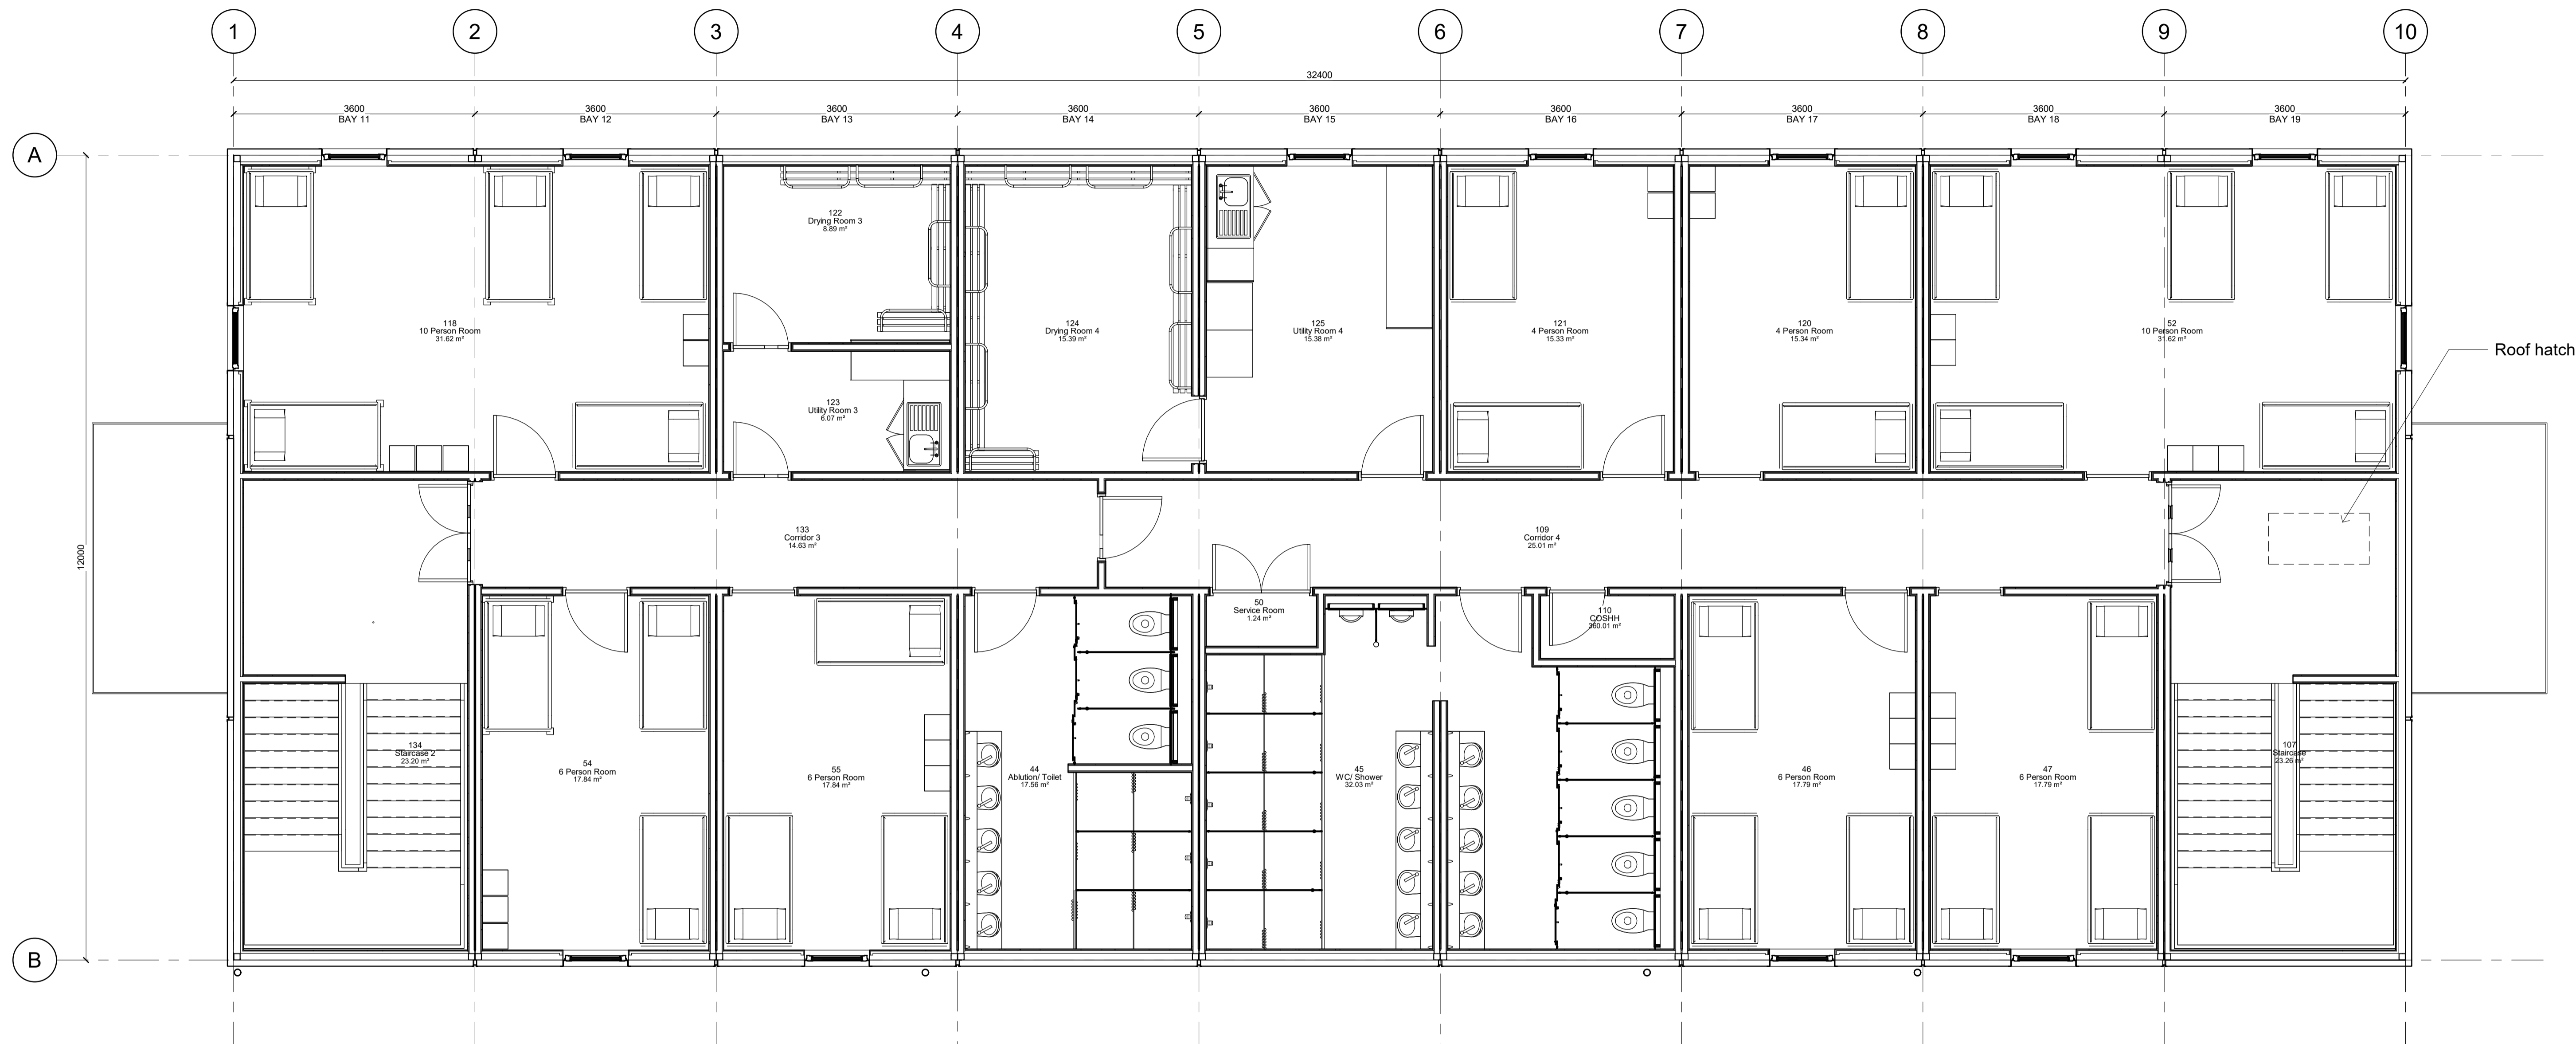 1 2 3 4 5 6 7 8 9 10
32400
3600 3600 3600 3600 3600 3600 3600 3600 3600
BAY 11 BAY 12 BAY 13 BAY 14 BAY 15 BAY 16 BAY 17 BAY 18 BAY 19
A
122
Drying Room 3
8.89 m²
118
10 Person Room
31.62 m²
124
Drying Room 4
15.39 m²
125
Utility Room 4
15.38 m²
121
4 Person Room
15.33 m²
120
4 Person Room
15.34 m²
52
10 Person Room
31.62 m²
Roof hatch
123
Utility Room 3
6.07 m²
12000
133
Corridor 3
14.63 m²
109
Corridor 4
25.01 m²
50
Service Room
1.24 m²
110
COSHH
360.01 m²
134
Staircase 2
23.20 m²
54
6 Person Room
17.84 m²
55
6 Person Room
17.84 m²
44
Ablution/ Toilet
17.56 m²
45
WC/ Shower
32.03 m²
46
6 Person Room
17.79 m²
47
6 Person Room
17.79 m²
107
Staircase
23.26 m²
B